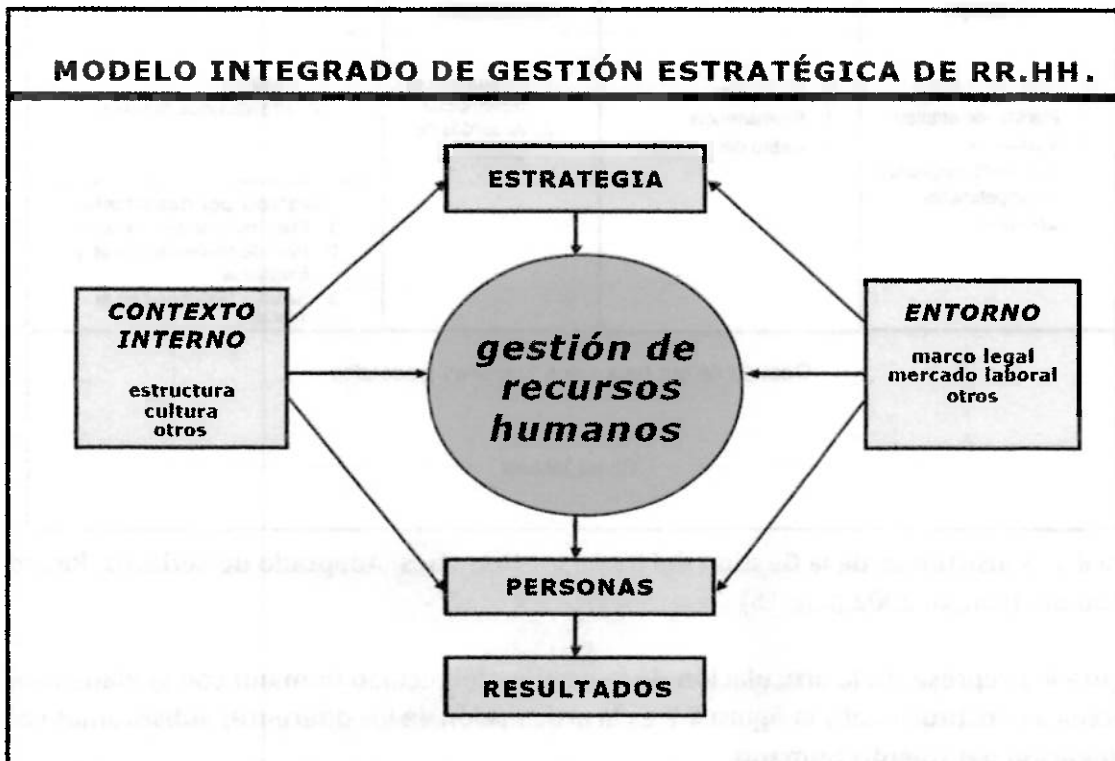 MODELO INTEGRADO DE GESTIÓN ESTRATÉGICA DE RR.HH.
ESTRATEGIA
CONTEXTO
INTERNO
estructura
cultura
otros
gestión de
recursos
humanos
ENTORNO
marco legal
mercado laboral
otros
PERSONAS
RESULTADOS